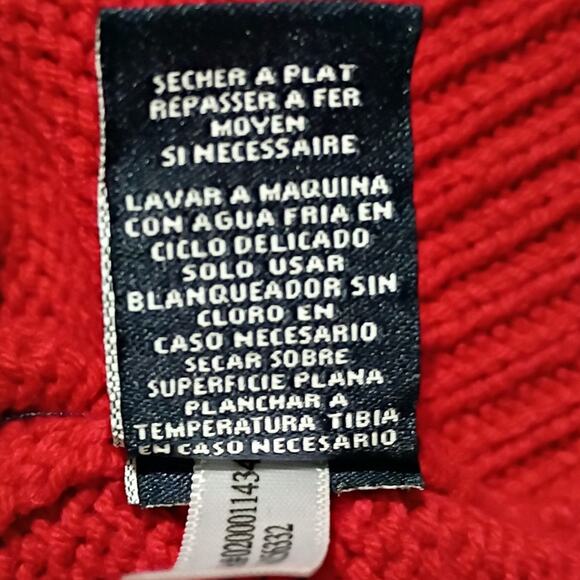 SECHER A PLAT
REPASSER A FER
MOYEN
SI NECESSAIRE
LAVAR A MAQUINA
CON AGUA FRIA EN
CICLO DELICADO
SOLO USAR
BLANQUEADOR SIN
CLORO EN
CASO NECESARIO
SECAR SOBRE
SUPERFICIE PLANA
PLANCHAR A
TEMPERATURA TIBIA
EN CASO NECESARIO
#0200011434